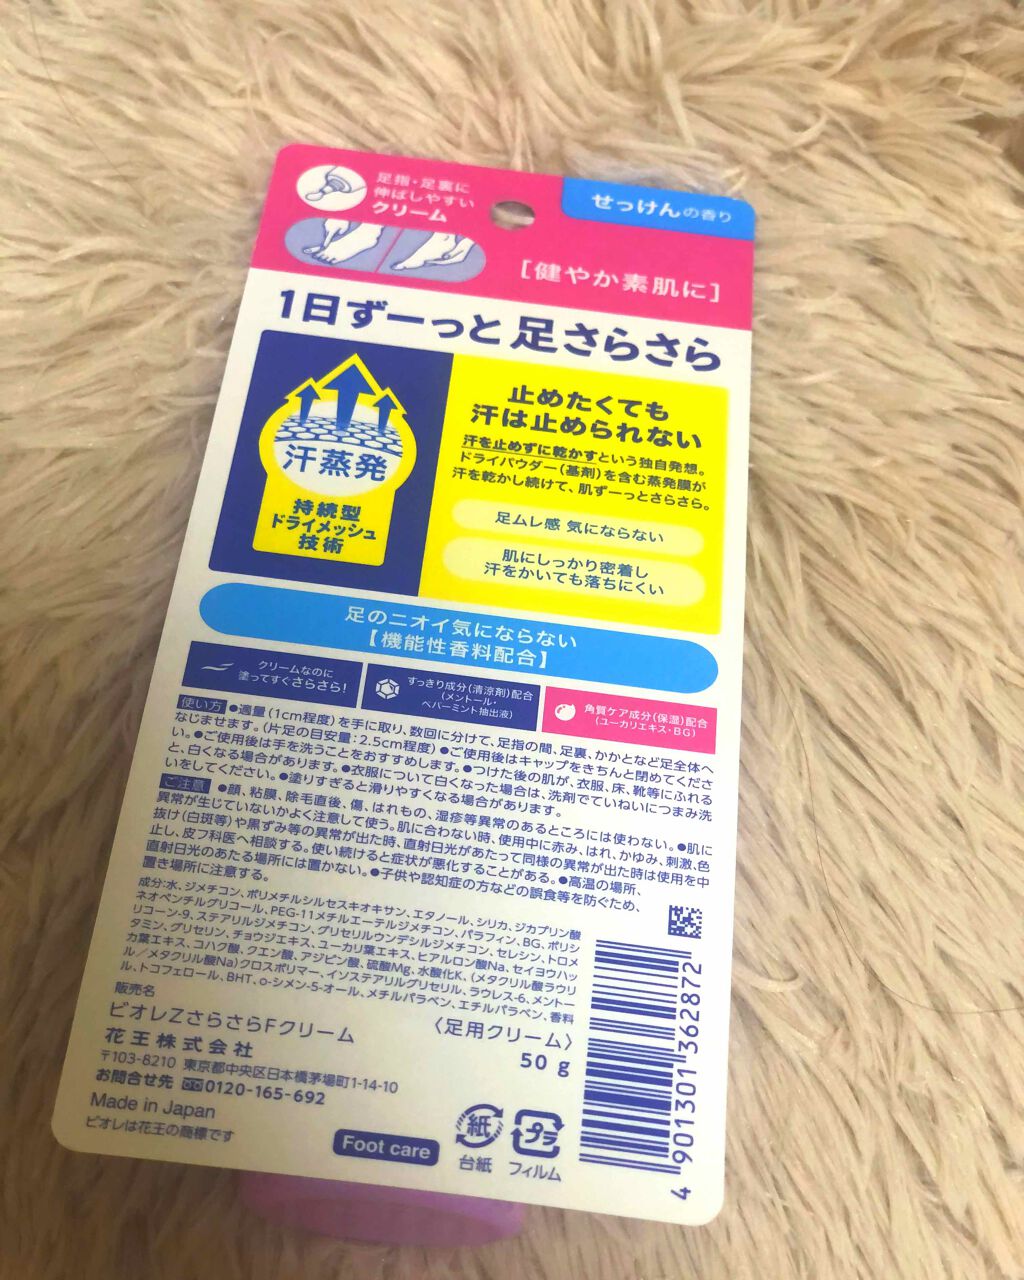 足指・足裏に
伸ばしやすい
クリーム
せっけんの香り
[健やか素肌に]
1日ずーっと 足さらさら
汗蒸発
持続型
ドライメッシュ
技術
止めたくても
汗は止められない
汗を止めずに乾かすという独自発想。
ドライパウダー(基剤)を含む蒸発膜が
汗を乾かし続けて、肌ずーっとさらさら。
足ムレ感 気にならない
肌にしっかり密着し
汗をかいても落ちにくい
足のニオイ気にならない
【機能性香料配合】
クリームなのに
塗ってすぐさらさら!
すっきり成分(清涼剤)配合
(メントール・
ペパーミント抽出液)
角質ケア成分(保湿)配合
(ユーカリエキス・BG)
使い方 ●適量(1cm程度)を手に取り、数回に分けて、足指の間、足裏、かかとなど足全体へ
なじませます。(片足の目安量:2.5cm程度)●ご使用後はキャップをきちんと閉めてくださ
い。●ご使用後は手を洗うことをおすすめします。●つけた後の肌が、衣服、床、靴等にふれる
と、白くなる場合があります。●衣服について白くなった場合は、洗剤でていねいにつまみ洗
いをしてください。●塗りすぎると滑りやすくなる場合があります。
ご注意 ●顔、粘膜、除毛直後、傷、はれもの、湿疹等異常のあるところには使わない。●肌に
異常が生じていないかよく注意して使う。肌に合わない時、使用中に赤み、はれ、かゆみ、刺激、色
抜け(白斑等)や黒ずみ等の異常が出た時、直射日光があたって同様の異常が出た時は使用を中
止し、皮フ科医へ相談する。使い続けると症状が悪化することがある。●高温の場所、
直射日光のあたる場所には置かない。●子供や認知症の方などの誤食等を防ぐため、
置き場所に注意する。
成分:水、ジメチコン、ポリメチルシルセスキオキサン、エタノール、シリカ、ジカプリン酸
ネオペンチルグリコール、PEG-11メチルエーテルジメチコン、パラフィン、BG、ポリシ
リコーン-9、ステアリルジメチコン、グリセリルウンデシルジメチコン、セレシン、トロメ
タミン、グリセリン、チョウジエキス、ユーカリ葉エキス、ヒアルロン酸Na、セイヨウハッ
カ葉エキス、コハク酸、クエン酸、アジピン酸、硫酸Mg、水酸化K、(メタクリル酸ラウリ
ル/メタクリル酸Na)クロスポリマー、イソステアリルグリセリル、ラウレス-6、メントー
ル、トコフェロール、BHT、o-シメン-5-オール、メチルパラベン、エチルパラベン、香料
販売名
ビオレZさらさらFクリーム 〈足用クリーム〉
花王株式会社 50g
〒103-8210 東京都中央区日本橋茅場町1-14-10
お問合せ先 0120-165-692
Made in Japan
ビオレは花王の商標です
Foot care
紙
台紙
プラ
フィルム
4 901301 362872